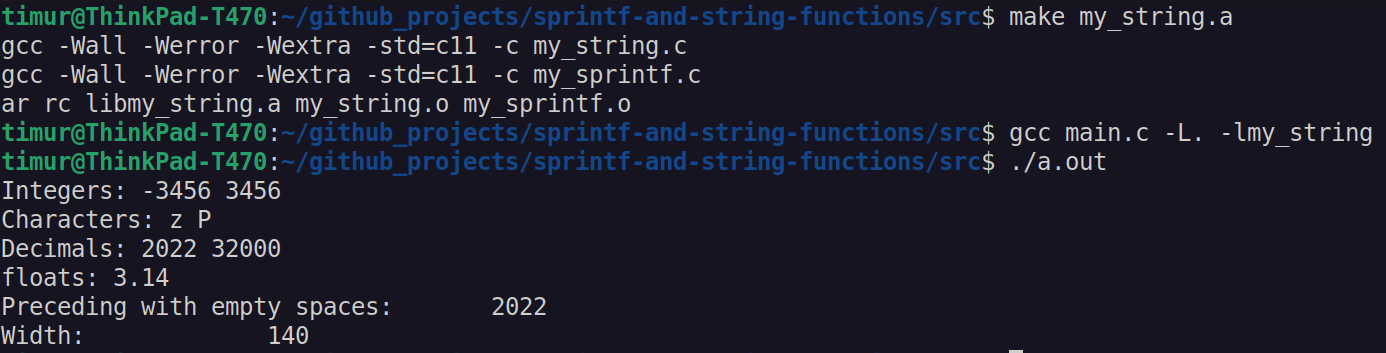 timur@ThinkPad-T470:~/github_projects/sprintf-and-string-functions/src$ make my_string.a
gcc -Wall -Werror -Wextra -std=c11 -c my_string.c
gcc -Wall -Werror -Wextra -std=c11 -c my_sprintf.c
ar rc libmy_string.a my_string.o my_sprintf.o
timur@ThinkPad-T470:~/github_projects/sprintf-and-string-functions/src$ gcc main.c -L. -lmy_string
timur@ThinkPad-T470:~/github_projects/sprintf-and-string-functions/src$ ./a.out
Integers: -3456 3456
Characters: z P
Decimals: 2022 32000
floats: 3.14
Preceding with empty spaces:       2022
Width:             140